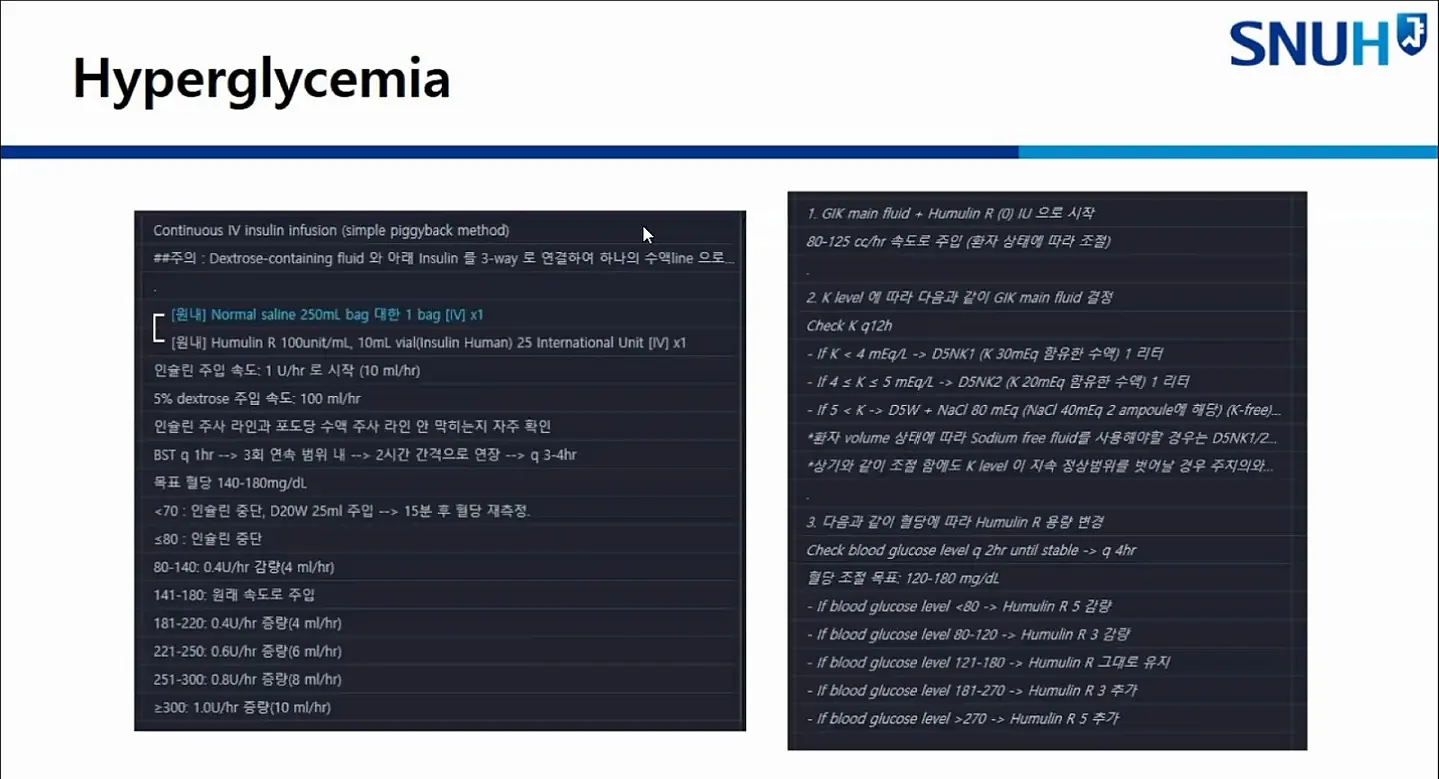 Hyperglycemia
SNUH
Continuous IV insulin infusion (simple piggyback method)
##주의 : Dextrose-containing fluid 와 아래 Insulin 를 3-way 로 연결하여 하나의 수액line 으로...
.
[원내] Normal saline 250mL bag 대한 1 bag [IV] x1
[원내] Humulin R 100unit/mL, 10mL vial(Insulin Human) 25 International Unit [IV] x1
인슐린 주입 속도: 1 U/hr 로 시작 (10 ml/hr)
5% dextrose 주입 속도: 100 ml/hr
인슐린 주사 라인과 포도당 수액 주사 라인 안 막히는지 자주 확인
BST q 1hr --> 3회 연속 범위 내 --> 2시간 간격으로 연장 --> q 3-4hr
목표 혈당 140-180mg/dL
<70 : 인슐린 중단, D20W 25ml 주입 --> 15분 후 혈당 재측정.
≤80 : 인슐린 중단
80-140: 0.4U/hr 감량(4 ml/hr)
141-180: 원래 속도로 주입
181-220: 0.4U/hr 증량(4 ml/hr)
221-250: 0.6U/hr 증량(6 ml/hr)
251-300: 0.8U/hr 증량(8 ml/hr)
≥300: 1.0U/hr 증량(10 ml/hr)
1. GIK main fluid + Humulin R (0) IU 으로 시작
80-125 cc/hr 속도로 주입 (환자 상태에 따라 조절)
.
2. K level 에 따라 다음과 같이 GIK main fluid 결정
Check K q12h
- If K < 4 mEq/L -> D5NK1 (K 30mEq 함유한 수액) 1 리터
- If 4 ≤ K ≤ 5 mEq/L -> D5NK2 (K 20mEq 함유한 수액) 1 리터
- If 5 < K -> D5W + NaCl 80 mEq (NaCl 40mEq 2 ampoule에 해당) (K-free)...
*환자 volume 상태에 따라 Sodium free fluid를 사용해야할 경우는 D5NK1/2...
*상기와 같이 조절 함에도 K level 이 지속 정상범위를 벗어날 경우 주치의와...
.
3. 다음과 같이 혈당에 따라 Humulin R 용량 변경
Check blood glucose level q 2hr until stable -> q 4hr
혈당 조절 목표: 120-180 mg/dL
- If blood glucose level <80 -> Humulin R 5 감량
- If blood glucose level 80-120 -> Humulin R 3 감량
- If blood glucose level 121-180 -> Humulin R 그대로 유지
- If blood glucose level 181-270 -> Humulin R 3 추가
- If blood glucose level >270 -> Humulin R 5 추가